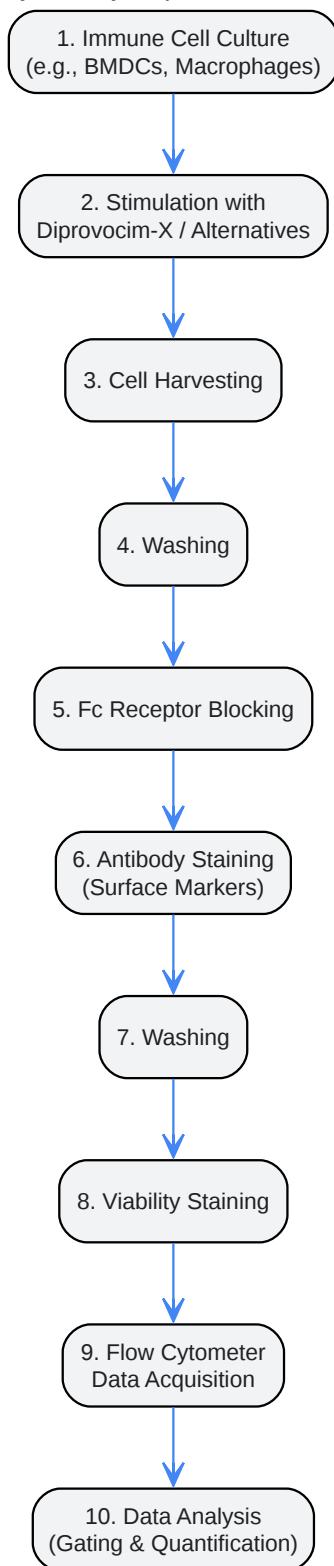 1. Immune Cell Culture
(e.g., BMDCs, Macrophages)
2. Stimulation with
Diprovocim-X / Alternatives
3. Cell Harvesting
4. Washing
5. Fc Receptor Blocking
6. Antibody Staining
(Surface Markers)
7. Washing
8. Viability Staining
9. Flow Cytometer
Data Acquisition
10. Data Analysis
(Gating & Quantification)